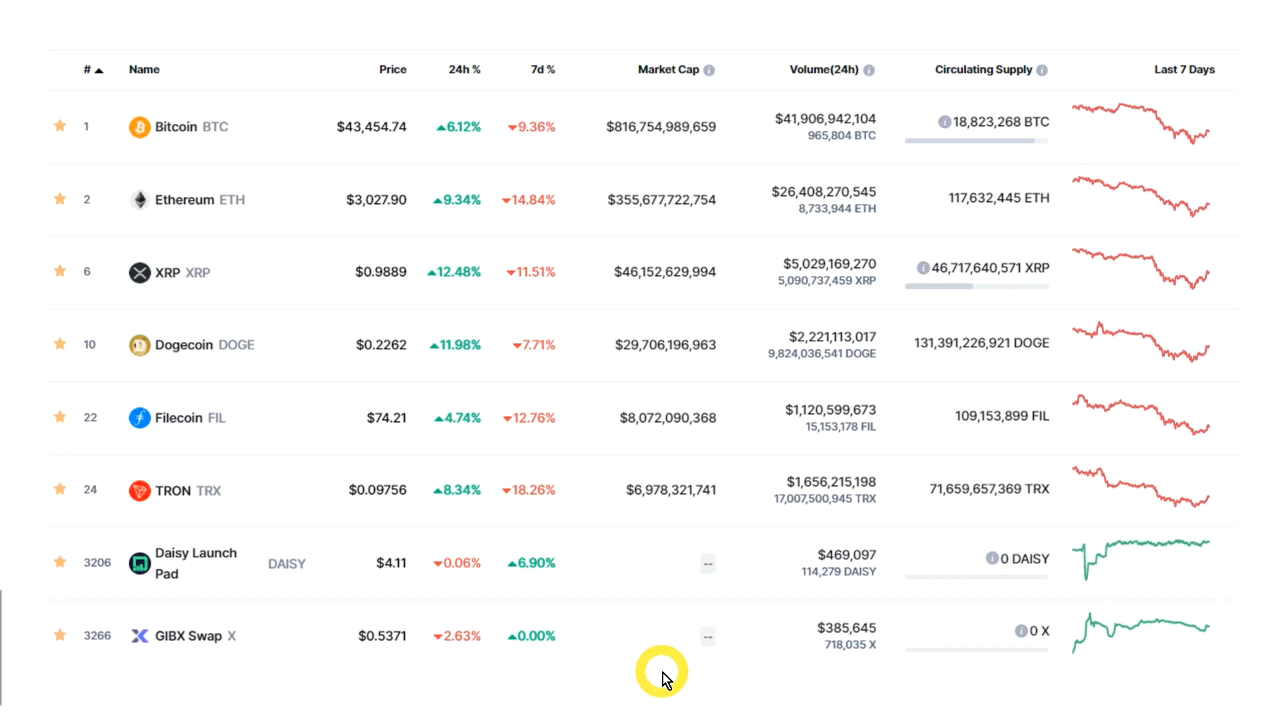 # Name Price 24h % 7d % Market Cap Volume(24h) Circulating Supply Last 7 Days
1 Bitcoin BTC $43,454.74 6.12% 9.36% $816,754,989,659 $41,906,942,104 18,823,268 BTC
965,804 BTC
2 Ethereum ETH $3,027.90 9.34% 14.84% $355,677,722,754 $26,408,270,545 117,632,445 ETH
8,733,944 ETH
6 XRP XRP $0.9889 12.48% 11.51% $46,152,629,994 $5,029,169,270 46,717,640,571 XRP
5,090,737,459 XRP
10 Dogecoin DOGE $0.2262 11.98% 7.71% $29,706,196,963 $2,221,113,017 131,391,226,921 DOGE
9,824,036,541 DOGE
22 Filecoin FIL $74.21 4.74% 12.76% $8,072,090,368 $1,120,599,673 109,153,899 FIL
15,153,178 FIL
24 TRON TRX $0.09756 8.34% 18.26% $6,978,321,741 $1,656,215,198 71,659,657,369 TRX
17,007,500,945 TRX
3206 Daisy Launch Pad DAISY $4.11 0.06% 6.90% -- $469,097 0 DAISY
114,279 DAISY
3266 GIBX Swap X $0.5371 2.63% 0.00% -- $385,645 0 X
718,035 X